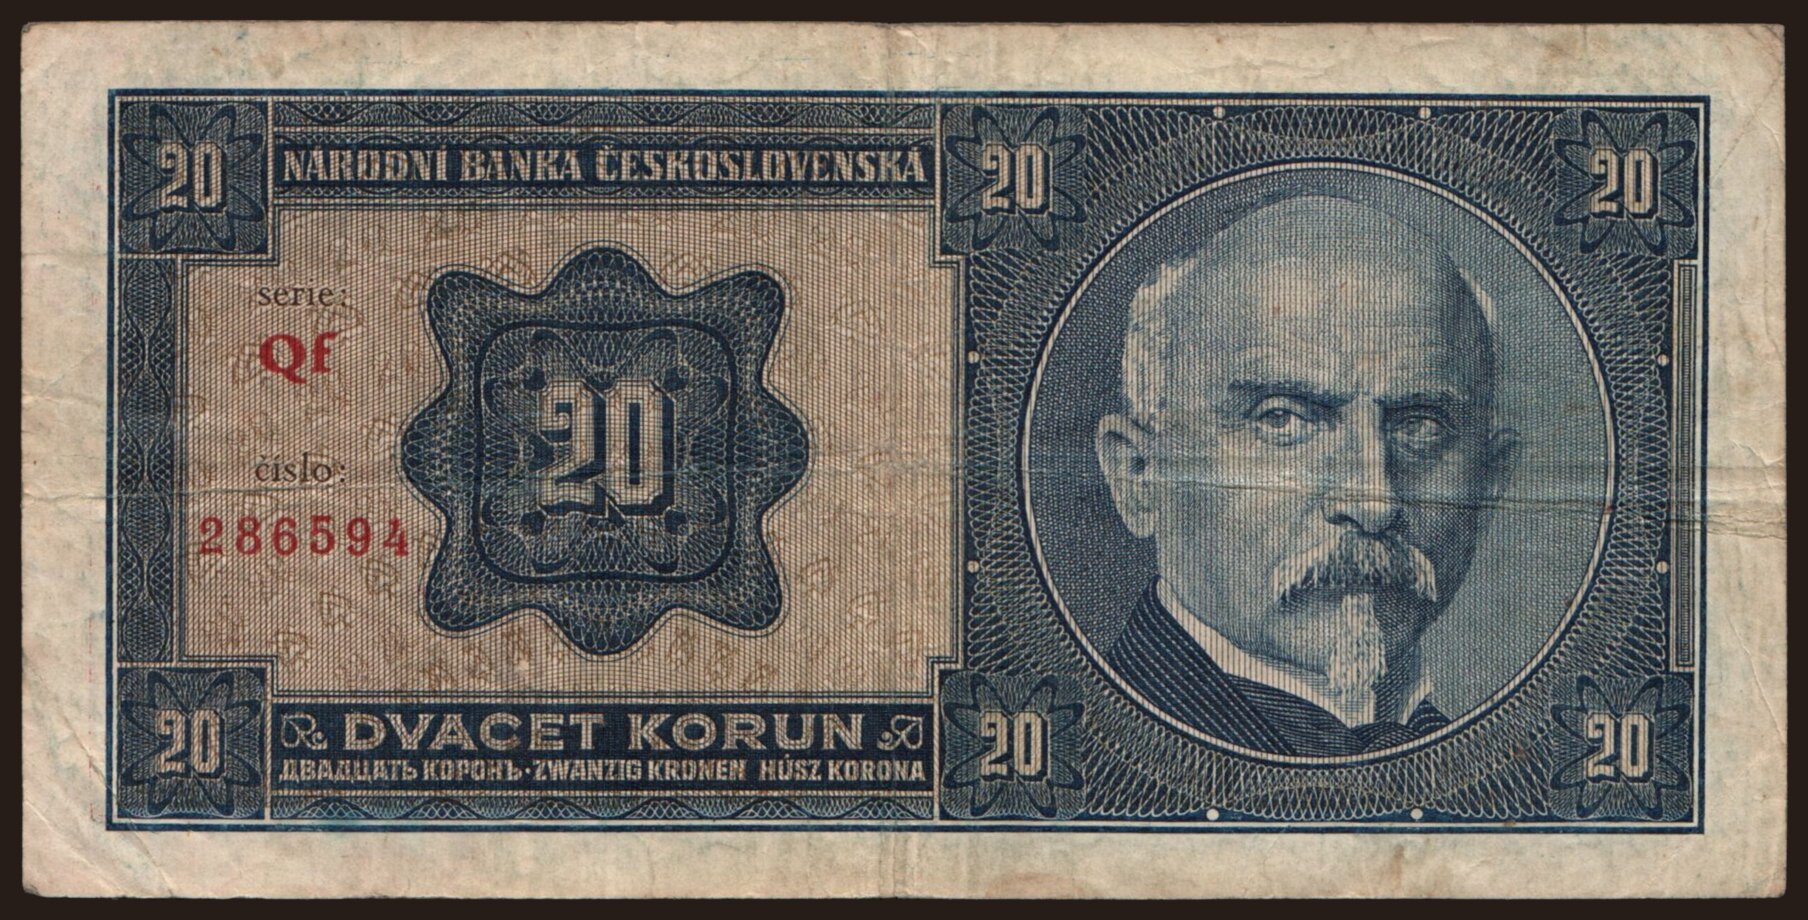 20 20 20
NÁRODNÍ BANKA ČESKOSLOVENSKÁ
serie:
Qf
20
číslo:
286594
20 20 20
DVACET KORUN
ДВАДЦАТЬ КОРОНЪ·ZWANZIG KRONEN HÚSZ KORONA